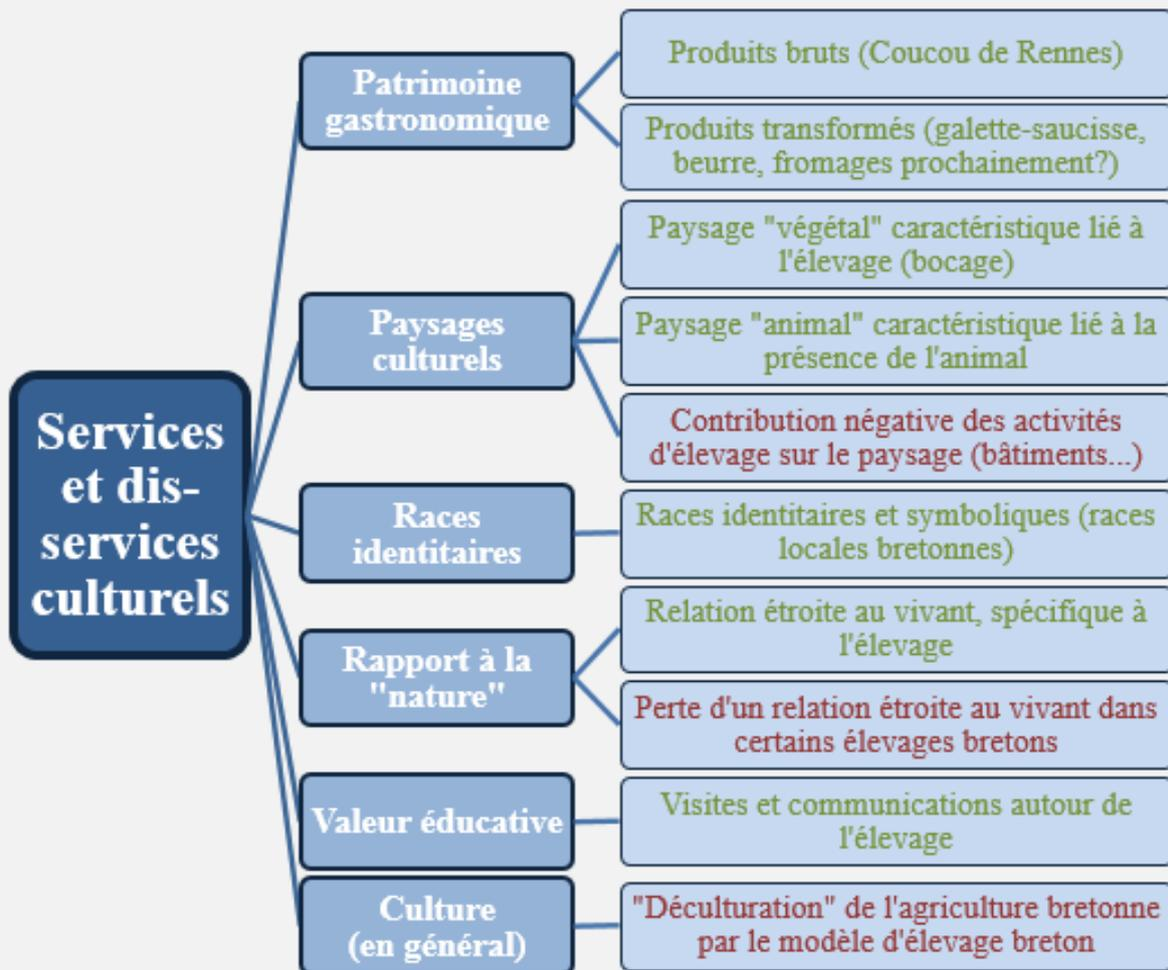 Services
et dis-
services
culturels
Patrimoine
gastronomique
Produits bruts (Coucou de Rennes)
Produits transformés (galette-saucisse,
beurre, fromages prochainement?)
Paysages
culturels
Paysage "végétal" caractéristique lié à
l'élevage (bocage)
Paysage "animal" caractéristique lié à la
présence de l'animal
Contribution négative des activités
d'élevage sur le paysage (bâtiments...)
Races
identitaires
Races identitaires et symboliques (races
locales bretonnes)
Rapport à la
"nature"
Relation étroite au vivant, spécifique à
l'élevage
Perte d'un relation étroite au vivant dans
certains élevages bretons
Valeur éducative
Visites et communications autour de
l'élevage
Culture
(en général)
"Déculturation" de l'agriculture bretonne
par le modèle d'élevage breton